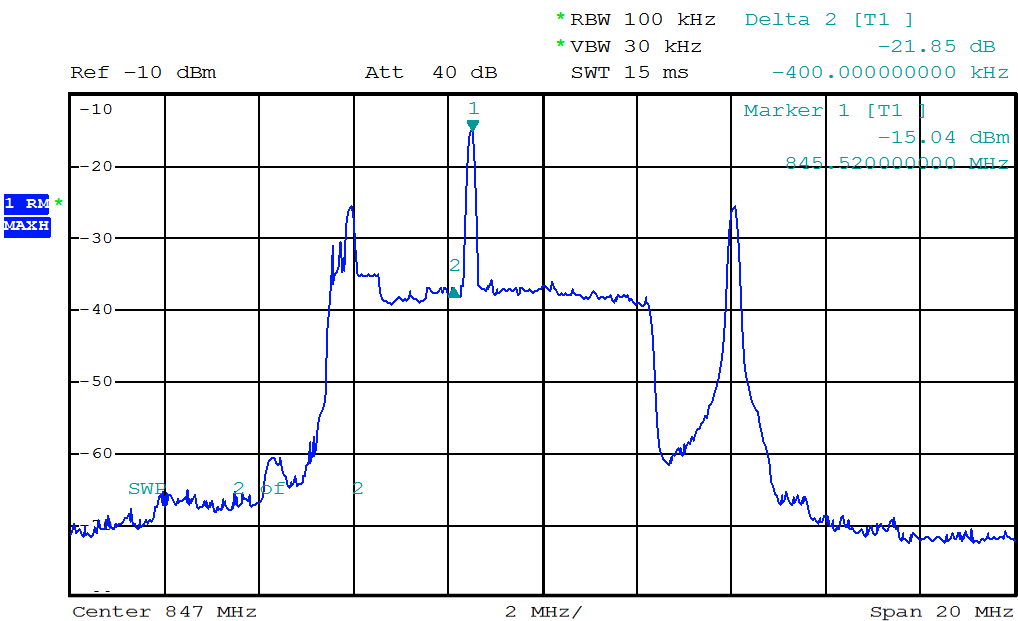 *RBW 100 kHz Delta 2 [T1 ]
*VBW 30 kHz -21.85 dB
Ref -10 dBm Att 40 dB SWT 15 ms -400.000000000 kHz
-10 1 Marker 1 [T1 ]
-15.04 dBm
-20 845.520000000 MHz
1 RM*
MAXH
-30
2
-40
-50
-60
SWP 2 of 2
Center 847 MHz 2 MHz/ Span 20 MHz